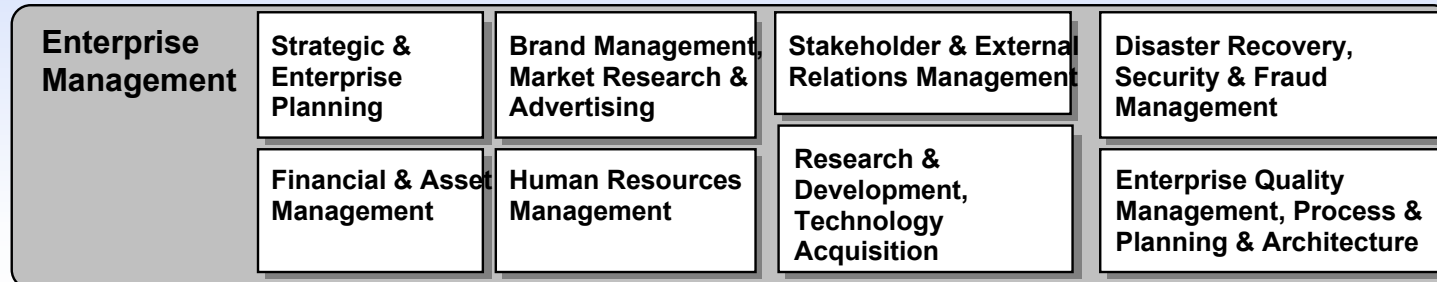 Enterprise
Management
Strategic &
Enterprise
Planning
Brand Management,
Market Research &
Advertising
Stakeholder & External
Relations Management
Disaster Recovery,
Security & Fraud
Management
Financial & Asset
Management
Human Resources
Management
Research &
Development,
Technology
Acquisition
Enterprise Quality
Management, Process &
Planning & Architecture